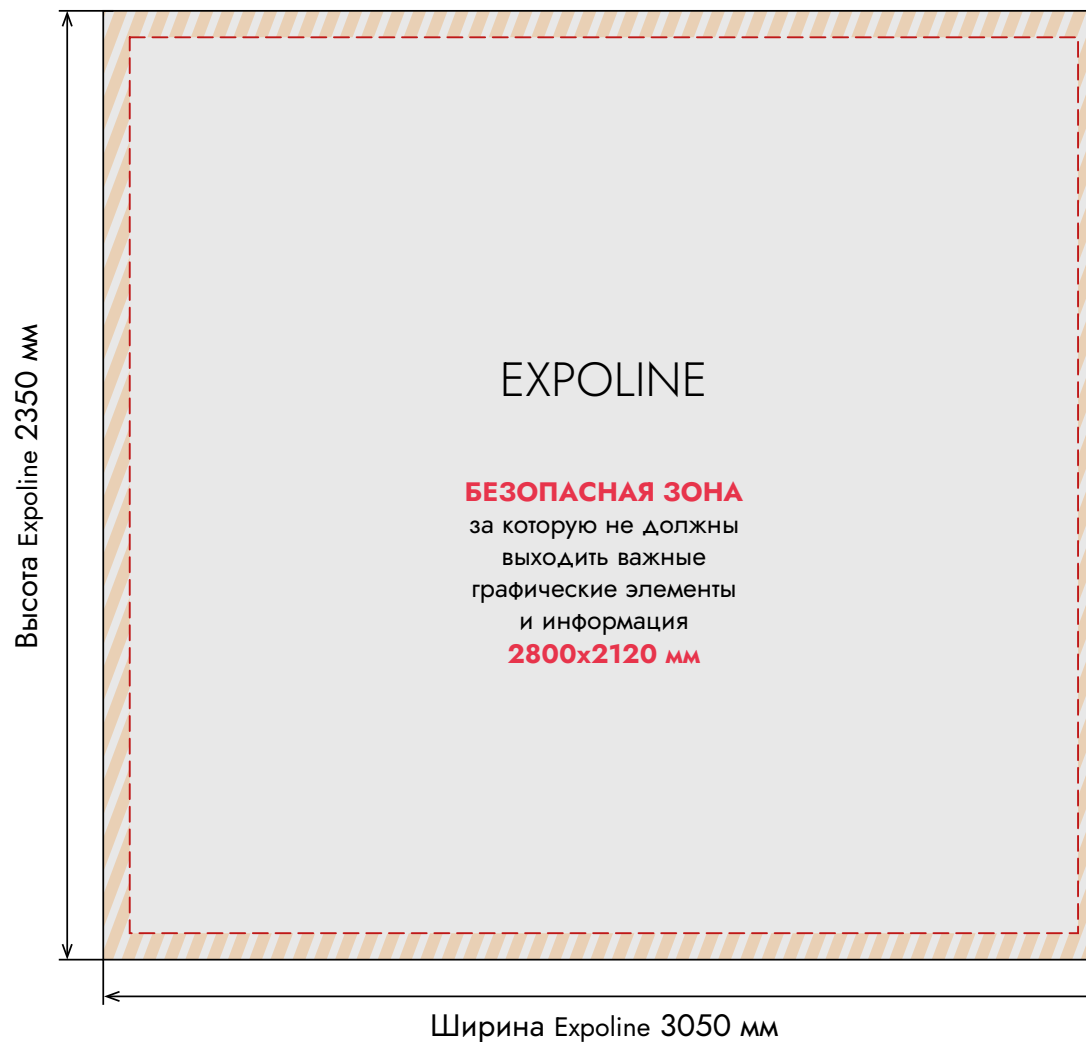 Высота Expoline 2350 мм
EXPOLINE
БЕЗОПАСНАЯ ЗОНА
за которую не должны
выходить важные
графические элементы
и информация
2800х2120 мм
Ширина Expoline 3050 мм